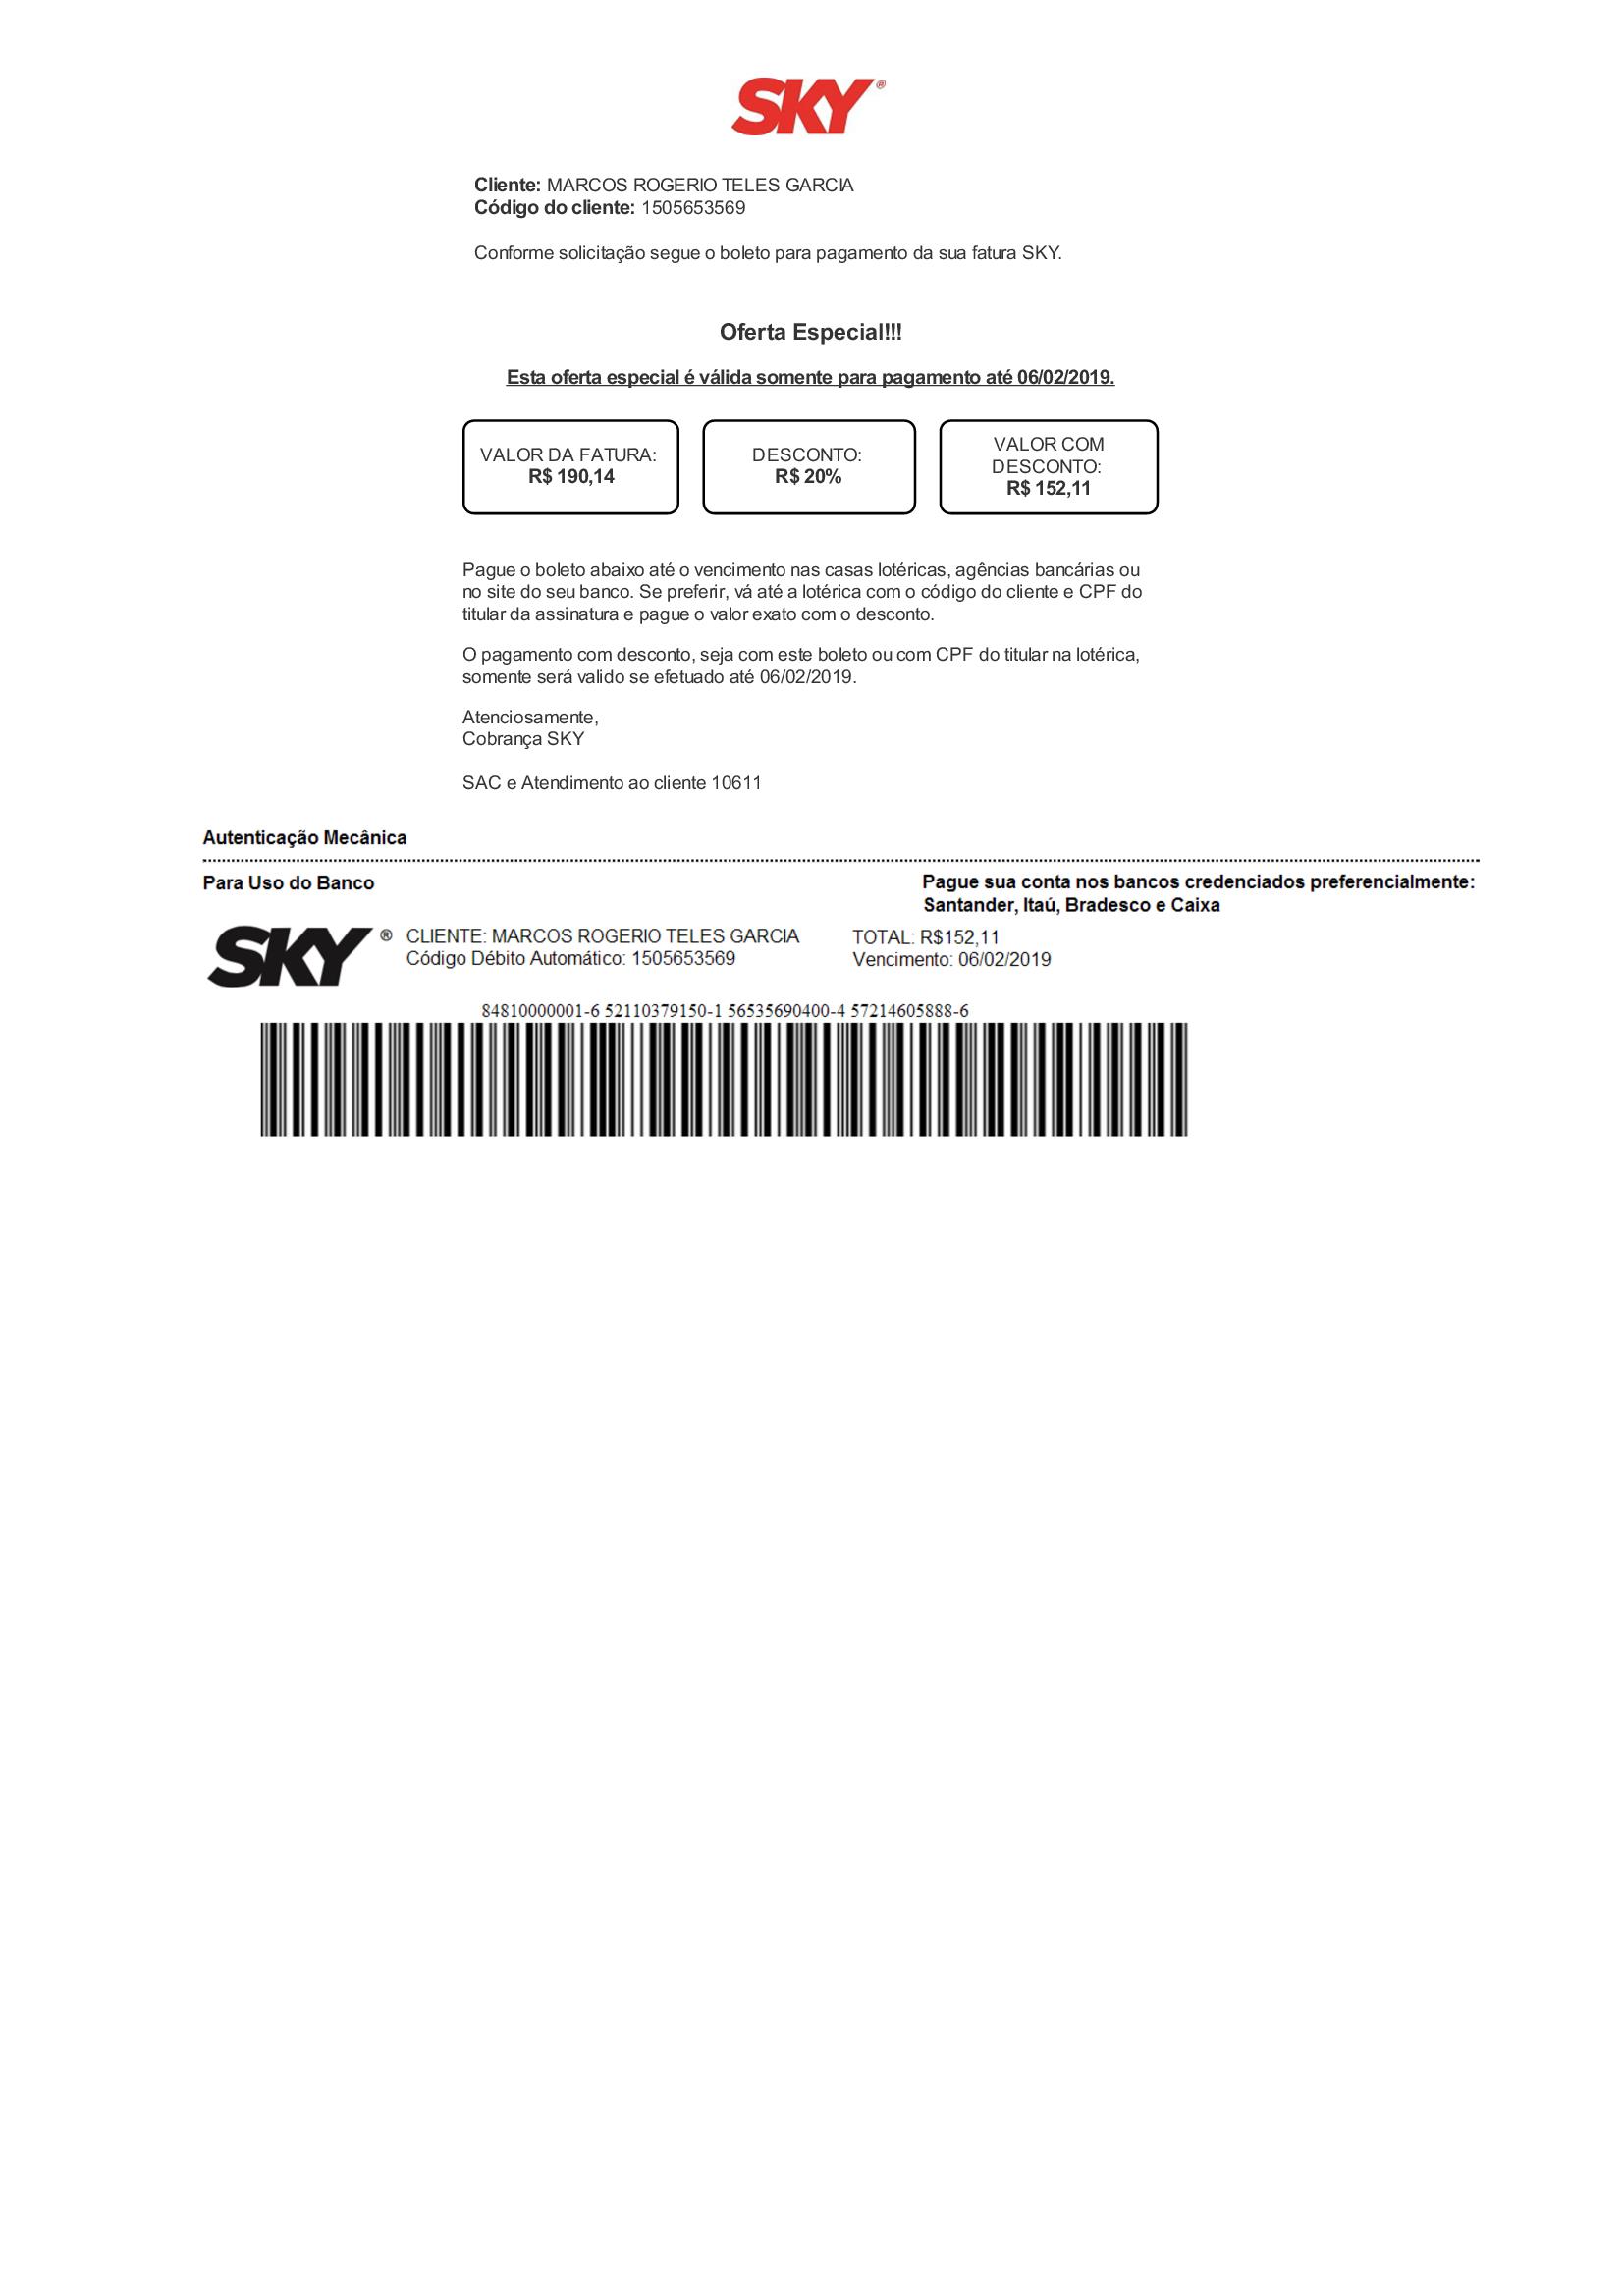 SKY®
Cliente: MARCOS ROGERIO TELES GARCIA
Código do cliente: 1505653569
Conforme solicitação segue o boleto para pagamento da sua fatura SKY.
Oferta Especial!!!
Esta oferta especial é válida somente para pagamento até 06/02/2019.
VALOR DA FATURA:
R$ 190,14
DESCONTO:
R$ 20%
VALOR COM
DESCONTO:
R$ 152,11
Pague o boleto abaixo até o vencimento nas casas lotéricas, agências bancárias ou
no site do seu banco. Se preferir, vá até a lotérica com o código do cliente e CPF do
titular da assinatura e pague o valor exato com o desconto.
O pagamento com desconto, seja com este boleto ou com CPF do titular na lotérica,
somente será valido se efetuado até 06/02/2019.
Atenciosamente,
Cobrança SKY
SAC e Atendimento ao cliente 10611
Autenticação Mecânica
Para Uso do Banco
Pague sua conta nos bancos credenciados preferencialmente:
Santander, Itaú, Bradesco e Caixa
SKY®
CLIENTE: MARCOS ROGERIO TELES GARCIA
Código Débito Automático: 1505653569
TOTAL: R$152,11
Vencimento: 06/02/2019
84810000001-6 52110379150-1 56535690400-4 57214605888-6